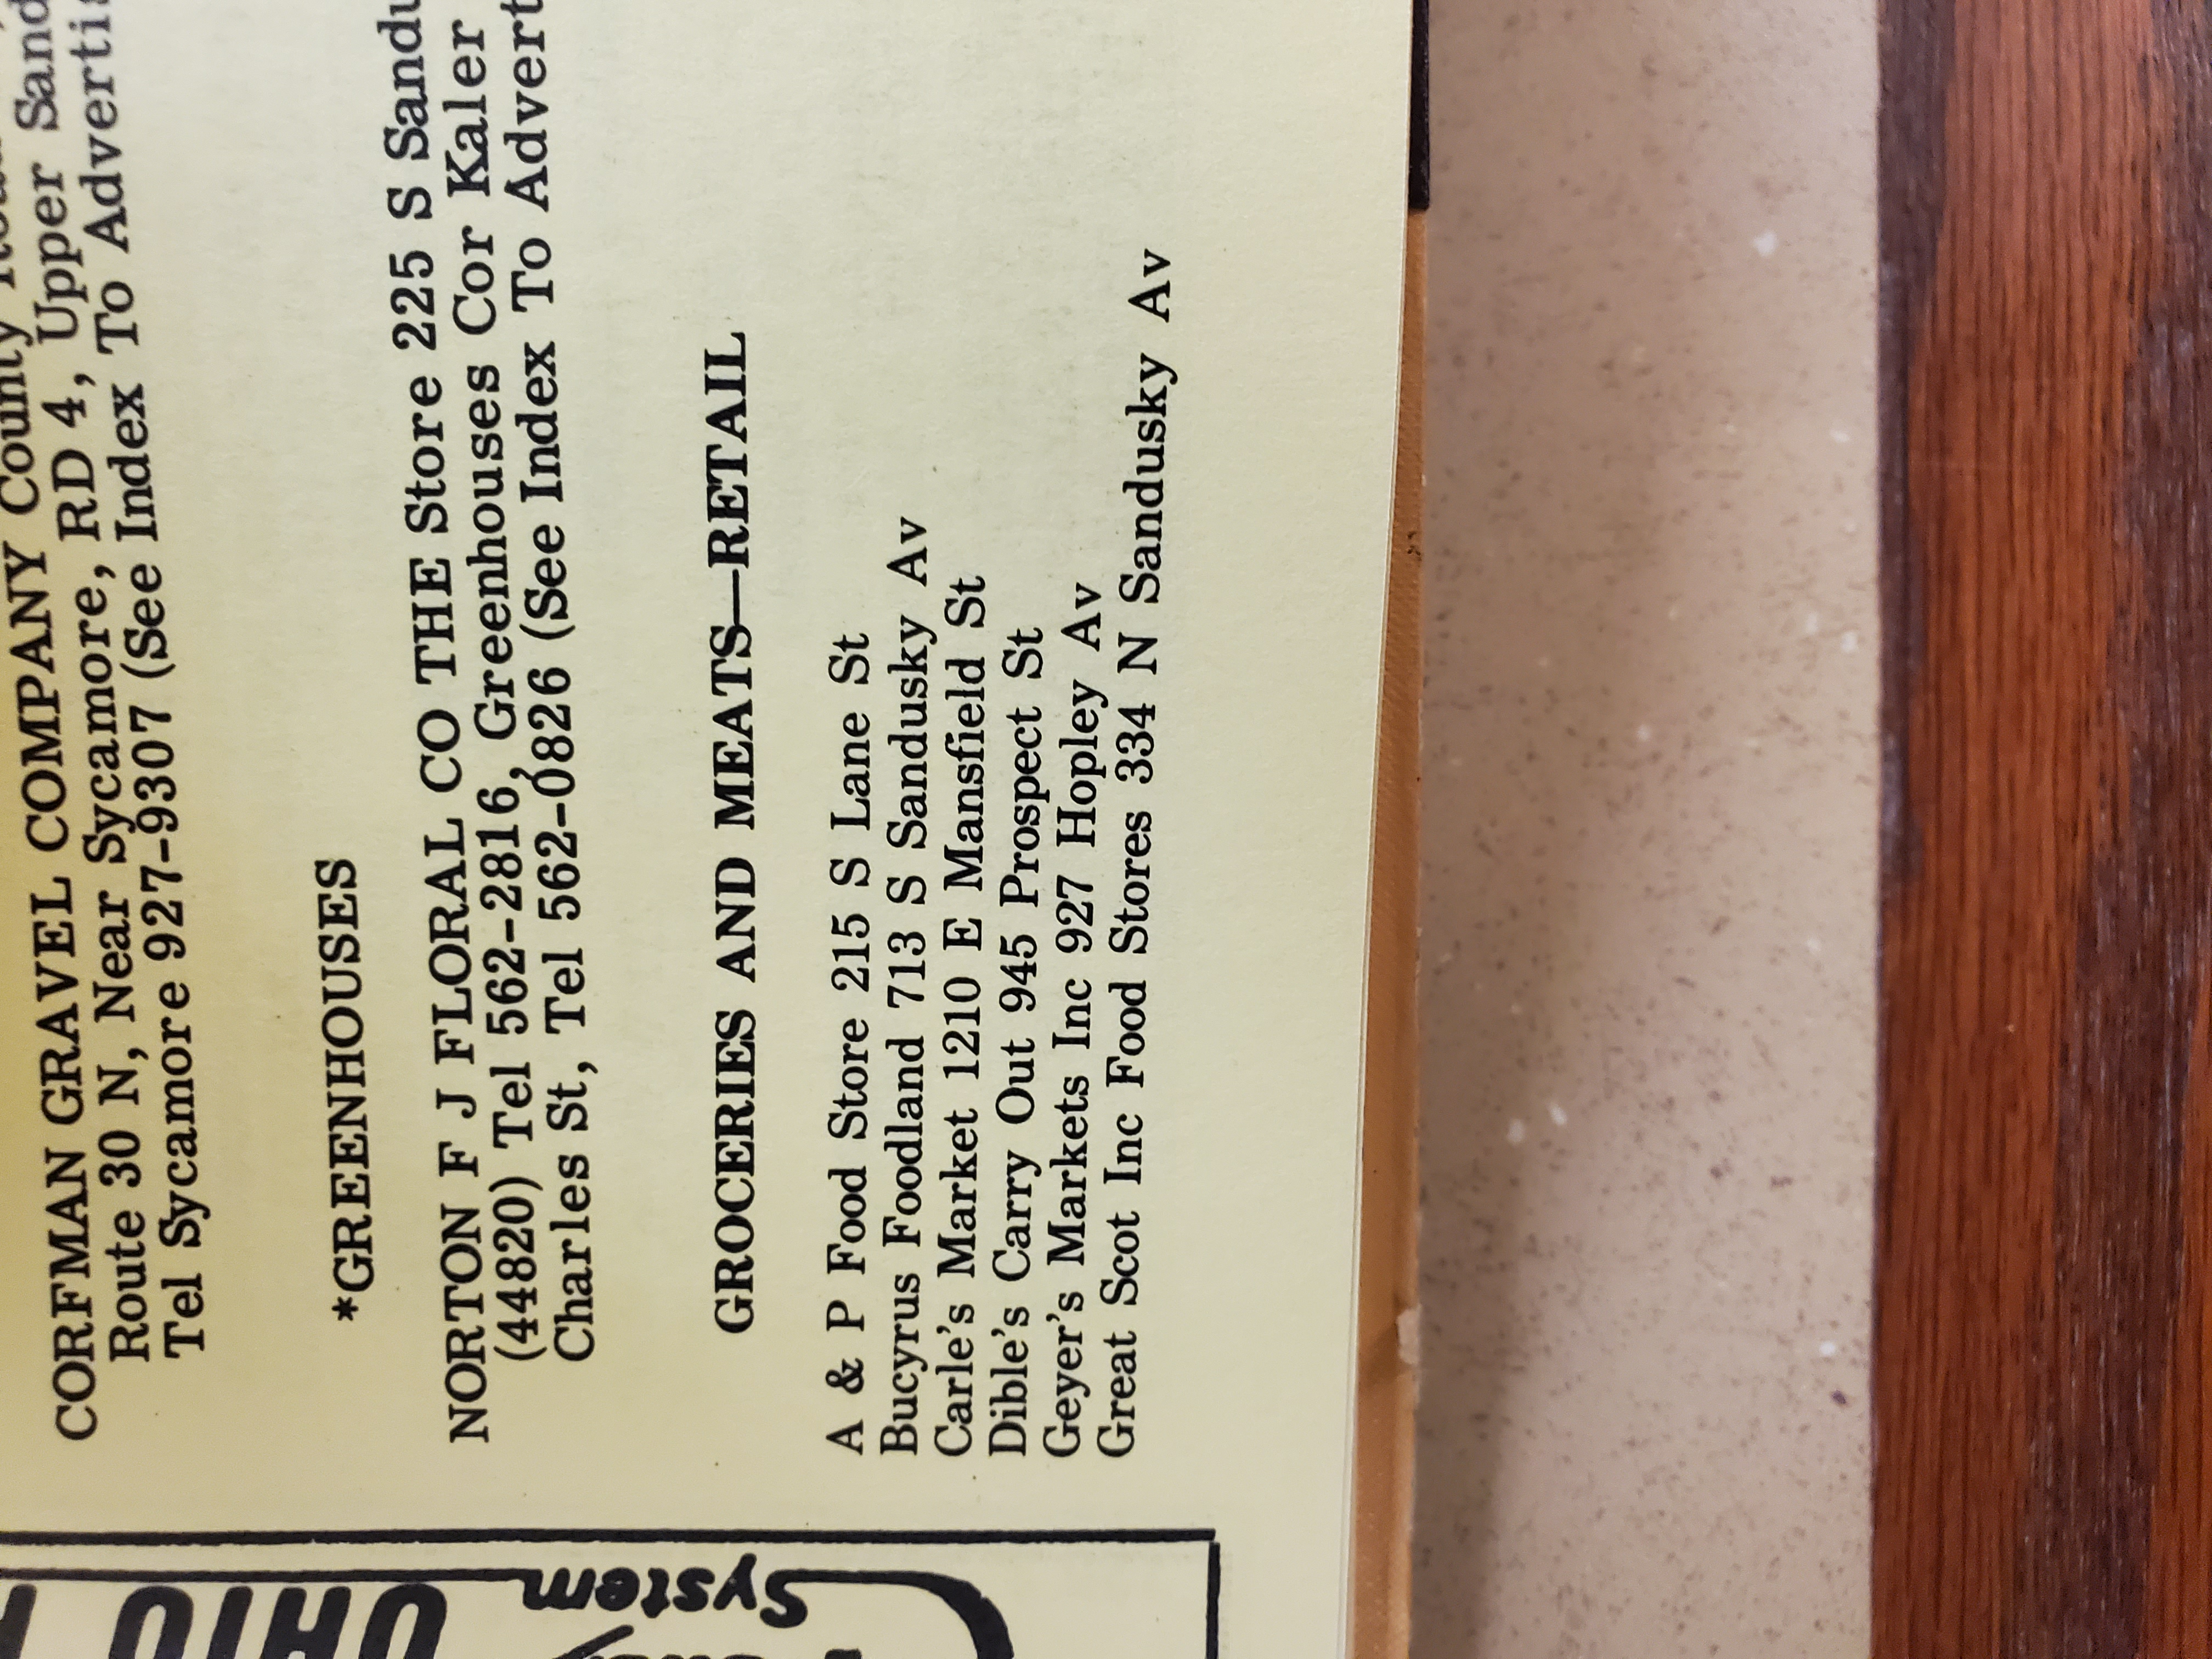 CORFMAN GRAVEL COMPANY County
Route 30 N, Near Sycamore, RD 4, Upper
Tel Sycamore 927-9307 (See Index To
*GREENHOUSES
NORTON F J FLORAL CO THE Store 225 S
(44820) Tel 562-2816, Greenhouses Cor Kaler
Charles St, Tel 562-0826 (See Index To
GROCERIES AND MEATS—RETAIL
A & P Food Store 215 S Lane St
Bucyrus Foodland 713 S Sandusky Av
Carle's Market 1210 E Mansfield St
Dible's Carry Out 945 Prospect St
Geyer's Markets Inc 927 Hopley Av
Great Scot Inc Food Stores 334 N Sandusky Av
System